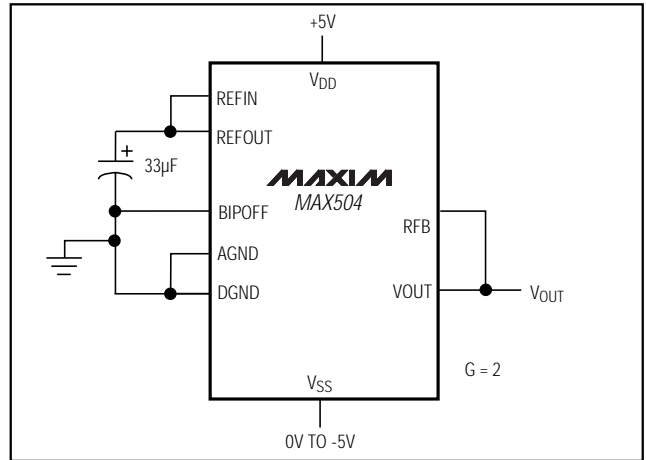 +5V
VDD
REFIN
REFOUT
+
33µF
MAXIM
MAX504
BIPOFF
RFB
AGND
DGND
VOUT
VOUT
G = 2
VSS
0V TO -5V